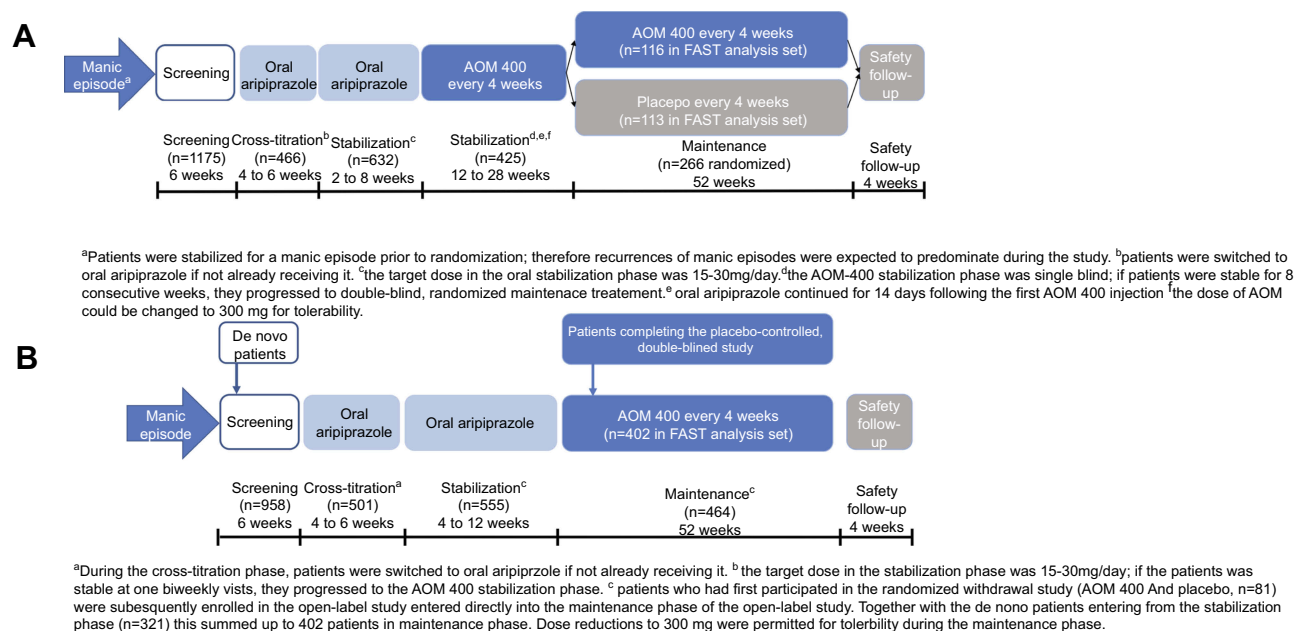 A
Manic
episodeᵃ
Screening
Oral
aripiprazole
Oral
aripiprazole
AOM 400
every 4 weeks
AOM 400 every 4 weeks
(n=116 in FAST analysis set)
Placepo every 4 weeks
(n=113 in FAST analysis set)
Safety
follow-
up
Screening
(n=1175)
6 weeks
Cross-titrationᵇ
(n=466)
4 to 6 weeks
Stabilizationᶜ
(n=632)
2 to 8 weeks
Stabilizationᵈ,ᵉ,ᶠ
(n=425)
12 to 28 weeks
Maintenance
(n=266 randomized)
52 weeks
Safety
follow-up
4 weeks
ᵃPatients were stabilized for a manic episode prior to randomization; therefore recurrences of manic episodes were expected to predominate during the study. ᵇpatients were switched to
oral aripiprazole if not already receiving it. ᶜthe target dose in the oral stabilization phase was 15-30mg/day.ᵈthe AOM-400 stabilization phase was single blind; if patients were stable for 8
consecutive weeks, they progressed to double-blind, randomized maintenace treatement.ᵉ oral aripiprazole continued for 14 days following the first AOM 400 injection ᶠthe dose of AOM
could be changed to 300 mg for tolerability.
B
De novo
patients
Patients completing the placebo-controlled,
double-blined study
Manic
episode
Screening
Oral
aripiprazole
Oral aripiprazole
AOM 400 every 4 weeks
(n=402 in FAST analysis set)
Safety
follow-
up
Screening
(n=958)
6 weeks
Cross-titrationᵃ
(n=501)
4 to 6 weeks
Stabilizationᶜ
(n=555)
4 to 12 weeks
Maintenanceᶜ
(n=464)
52 weeks
Safety
follow-up
4 weeks
ᵃDuring the cross-titration phase, patients were switched to oral aripiprzole if not already receiving it. ᵇ the target dose in the stabilization phase was 15-30mg/day; if the patients was
stable at one biweekly vists, they progressed to the AOM 400 stabilization phase. ᶜ patients who had first participated in the randomized withdrawal study (AOM 400 And placebo, n=81)
were subesquently enrolled in the open-label study entered directly into the maintenance phase of the open-label study. Together with the de nono patients entering from the stabilization
phase (n=321) this summed up to 402 patients in maintenance phase. Dose reductions to 300 mg were permitted for tolerbility during the maintenance phase.